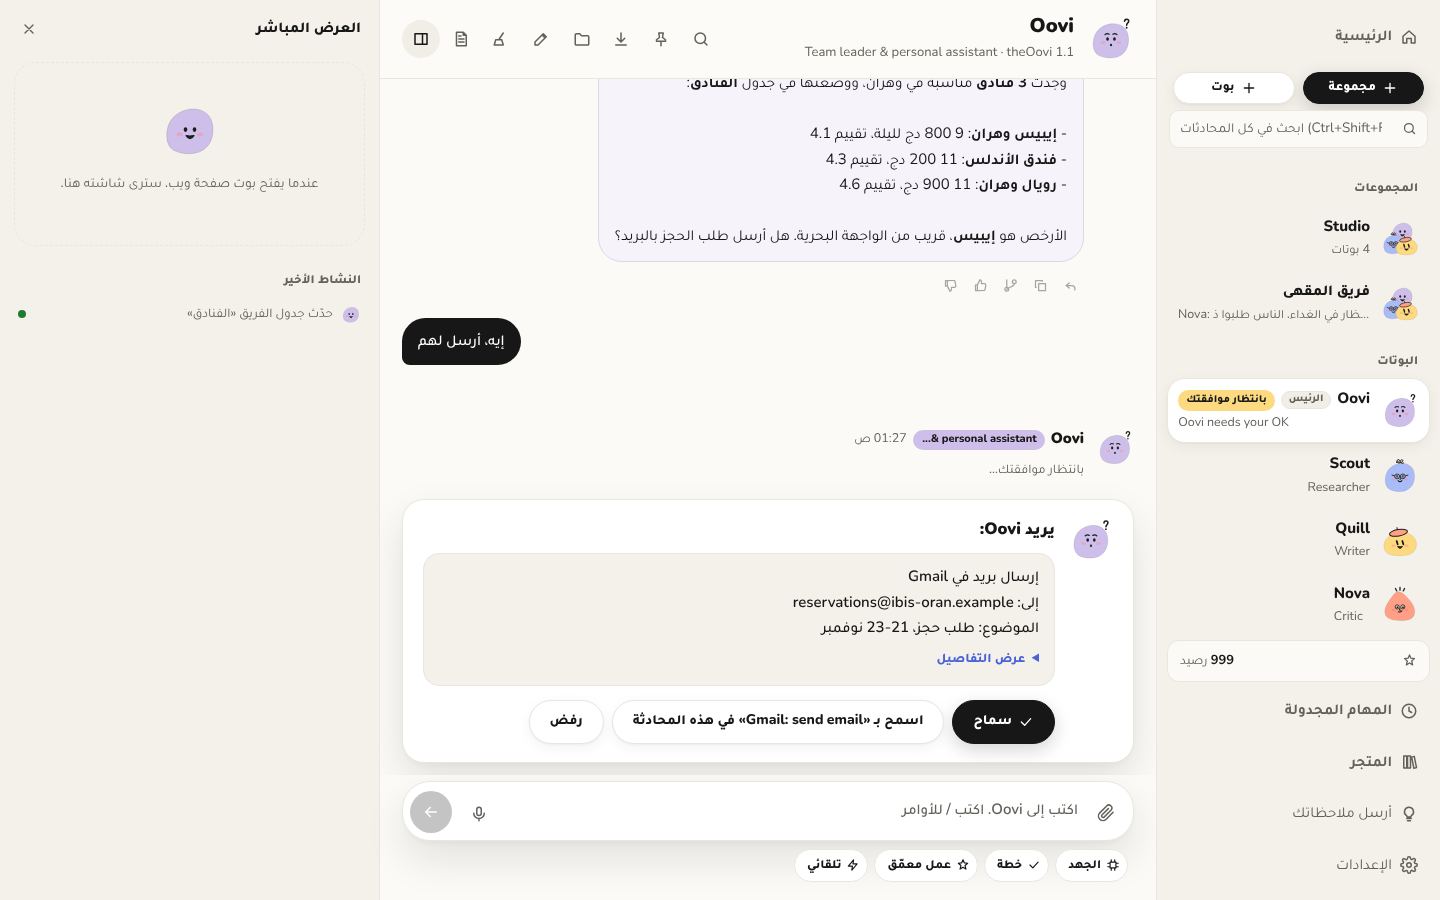 الرئيسية
مجموعة
بوت
ابحث في كل المحادثات (Ctrl+Shift+F
المجموعات
Studio
4 بوتات
فريق المقهى
Nova: ظار في الغداء. الناس طلبوا ذ...
البوتات
Oovi الرئيس بانتظار موافقتك
Oovi needs your OK
Scout
Researcher
Quill
Writer
Nova
Critic
999 رصيد
المهام المجدولة
المتجر
أرسل ملاحظاتك
الإعدادات
Oovi
Team leader & personal assistant · theOovi 1.1
وجدت 3 فنادق مناسبة في وهران، ووضعتها في جدول الفنادق:
- إيبيس وهران: 9 800 دج لليلة، تقييم 4.1
- فندق الأندلس: 11 200 دج، تقييم 4.3
- رويال وهران: 11 900 دج، تقييم 4.6
الأرخص هو إيبيس، قريب من الواجهة البحرية. هل أرسل طلب الحجز بالبريد؟
إيه، أرسل لهم
Oovi & personal assistant... 01:27 ص
بانتظار موافقتك...
يريد Oovi:
إرسال بريد في Gmail
إلى: reservations@ibis-oran.example
الموضوع: طلب حجز، 21-23 نوفمبر
عرض التفاصيل
سماح
اسمح بـ «Gmail: send email» في هذه المحادثة
رفض
اكتب إلى Oovi. اكتب / للأوامر
الجهد
خطة
عمل معمّق
تلقائي
العرض المباشر
عندما يفتح بوت صفحة ويب، سترى شاشته هنا.
النشاط الأخير
حدّث جدول الفريق «الفنادق»